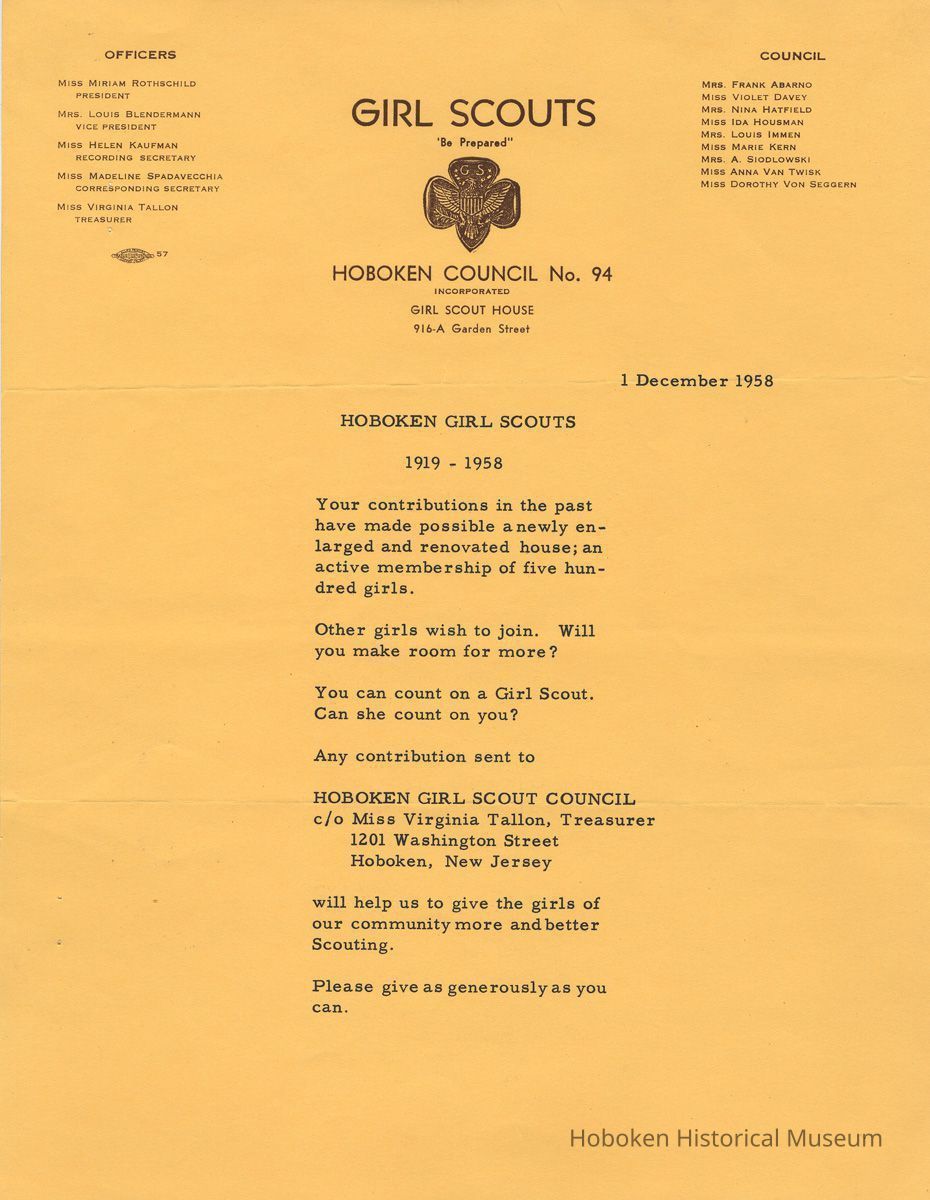 OFFICERS
MISS MIRIAM ROTHSCHILD
PRESIDENT
MRS. LOUIS BLENDERMANN
VICE PRESIDENT
MISS HELEN KAUFMAN
RECORDING SECRETARY
MISS MADELINE SPADAVECCHIA
CORRESPONDING SECRETARY
MISS VIRGINIA TALLON
TREASURER
57
GIRL SCOUTS
'Be Prepared"
G S
HOBOKEN COUNCIL No. 94
INCORPORATED
GIRL SCOUT HOUSE
916-A Garden Street
COUNCIL
MRS. FRANK ABARNO
MISS VIOLET DAVEY
MRS. NINA HATFIELD
MISS IDA HOUSMAN
MRS. LOUIS IMMEN
MISS MARIE KERN
MRS. A. SIODLOWSKI
MISS ANNA VAN TWISK
MISS DOROTHY VON SEGGERN
1 December 1958
HOBOKEN GIRL SCOUTS
1919 - 1958
Your contributions in the past
have made possible a newly en-
larged and renovated house; an
active membership of five hun-
dred girls.
Other girls wish to join. Will
you make room for more?
You can count on a Girl Scout.
Can she count on you?
Any contribution sent to
HOBOKEN GIRL SCOUT COUNCIL
c/o Miss Virginia Tallon, Treasurer
1201 Washington Street
Hoboken, New Jersey
will help us to give the girls of
our community more and better
Scouting.
Please give as generously as you
can.
Hoboken Historical Museum